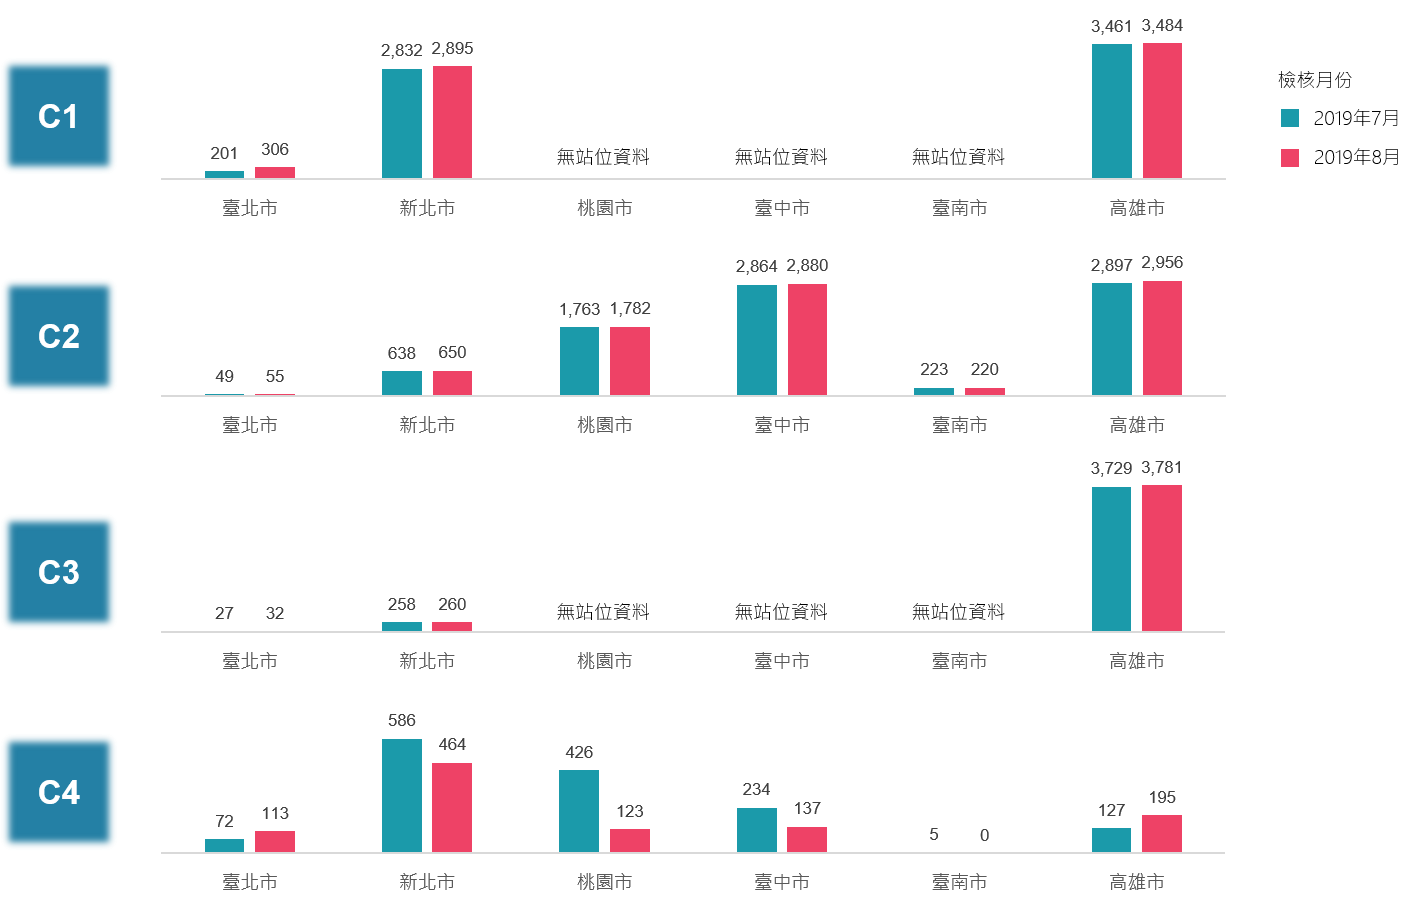 C1
3,461 3,484
2,832 2,895
201 306
無站位資料 無站位資料 無站位資料
臺北市 新北市 桃園市 臺中市 臺南市 高雄市
檢核月份
2019年7月
2019年8月
C2
2,897 2,956
2,864 2,880
1,763 1,782
638 650
49 55
223 220
臺北市 新北市 桃園市 臺中市 臺南市 高雄市
C3
3,729 3,781
27 32
258 260
無站位資料 無站位資料 無站位資料
臺北市 新北市 桃園市 臺中市 臺南市 高雄市
C4
586 464
426 123
234 137
72 113
5 0
127 195
臺北市 新北市 桃園市 臺中市 臺南市 高雄市